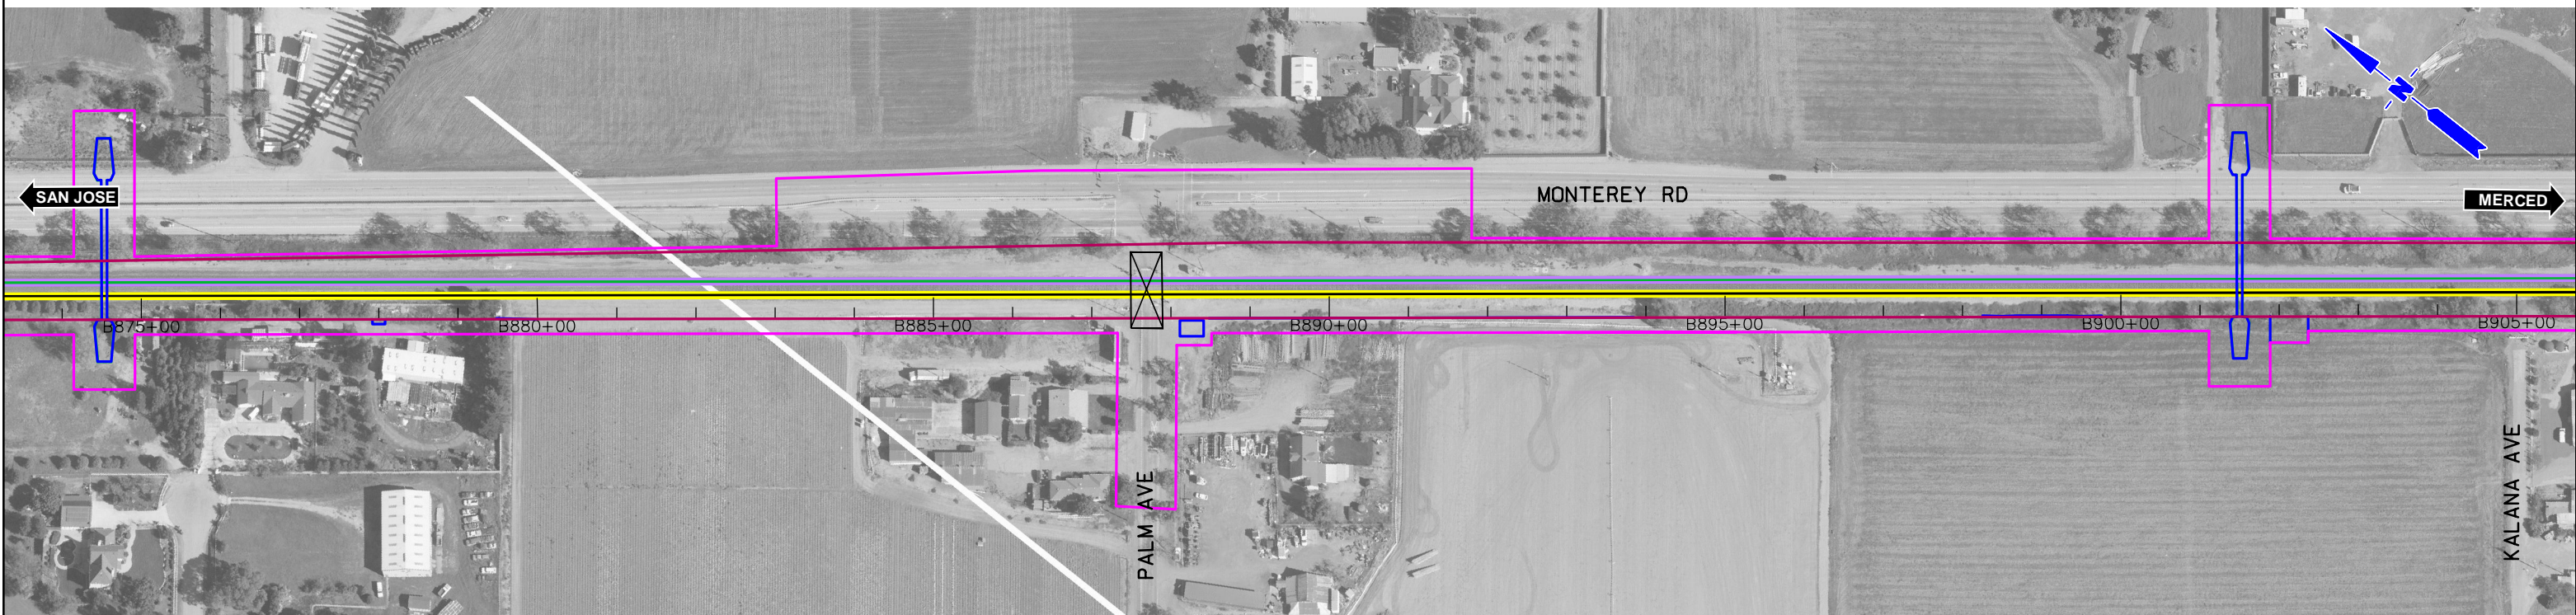 SAN JOSE
MONTEREY RD
N
MERCED
B875+00
B880+00
B885+00
B890+00
B895+00
B900+00
B905+00
PALM AVE
KALANA AVE